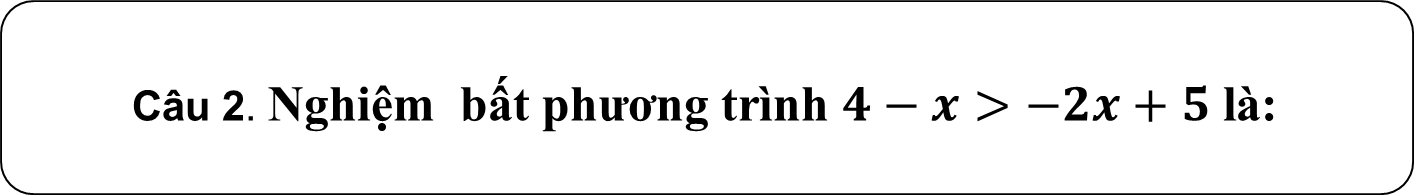 Câu 2. Nghiệm bất phương trình 4 − x > −2x + 5 là: